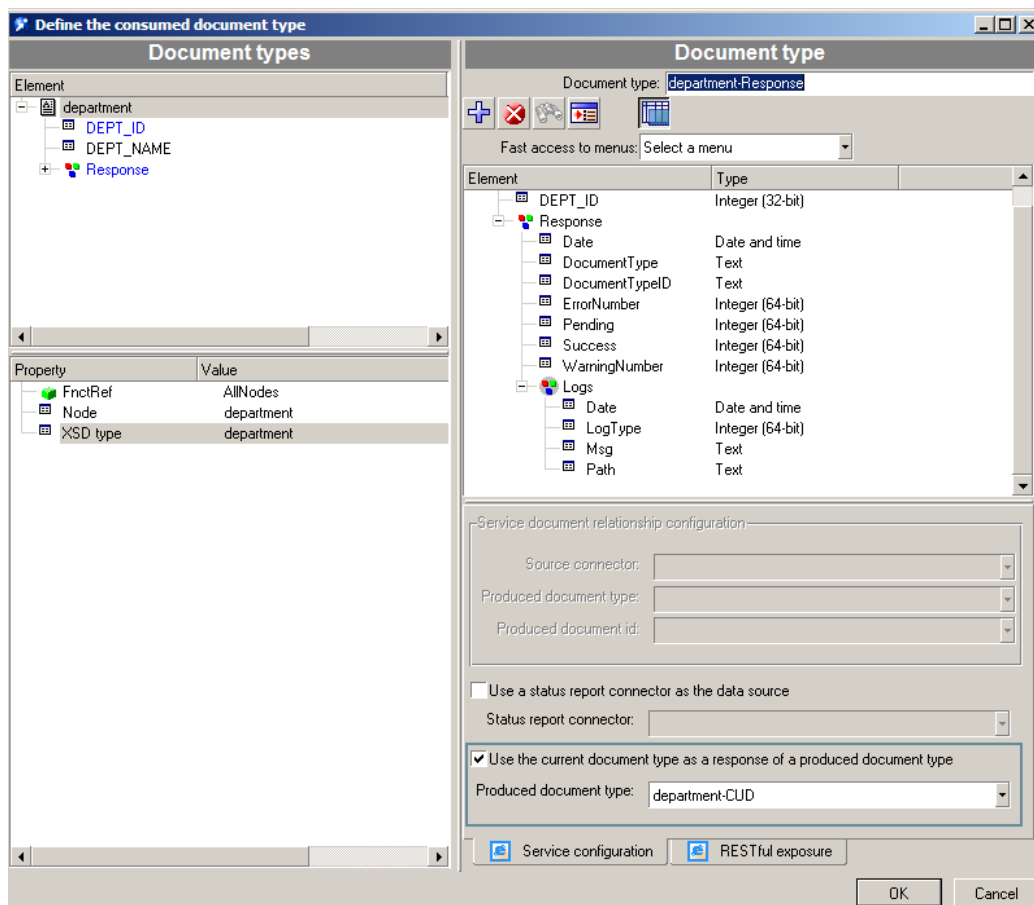 Define the consumed document type
Document types
Element
department
DEPT_ID
DEPT_NAME
Response
Property Value
FnctRef AllNodes
Node department
XSD type department
Document type
Document type: department-Response
Fast access to menus: Select a menu
Element Type
DEPT_ID Integer (32-bit)
Response
Date Date and time
DocumentType Text
DocumentTypeID Text
ErrorNumber Integer (64-bit)
Pending Integer (64-bit)
Success Integer (64-bit)
WarningNumber Integer (64-bit)
Logs
Date Date and time
LogType Integer (64-bit)
Msg Text
Path Text
Service document relationship configuration
Source connector:
Produced document type:
Produced document id:
Use a status report connector as the data source
Status report connector:
Use the current document type as a response of a produced document type
Produced document type: department-CUD
Service configuration RESTful exposure
OK Cancel